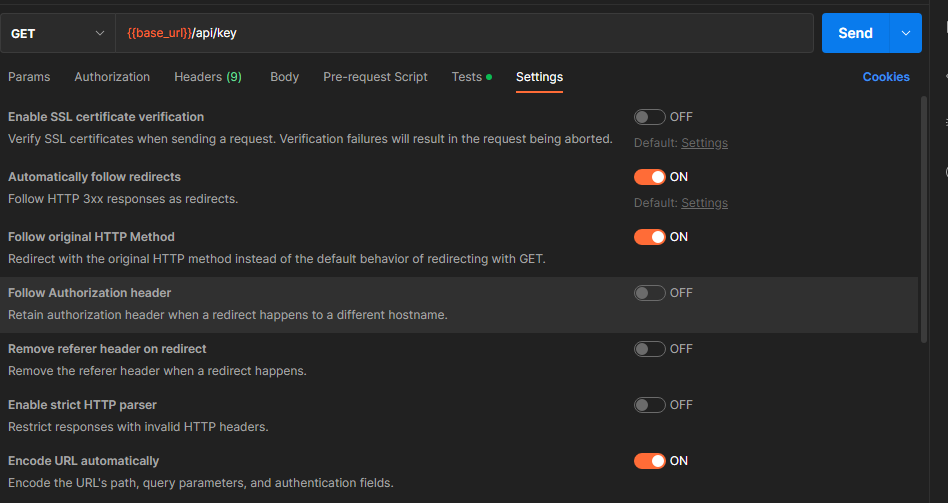 GET {{base_url}}/api/key Send
Params Authorization Headers (9) Body Pre-request Script Tests Settings Cookies
Enable SSL certificate verification OFF
Verify SSL certificates when sending a request. Verification failures will result in the request being aborted. Default: Settings
Automatically follow redirects ON
Follow HTTP 3xx responses as redirects. Default: Settings
Follow original HTTP Method ON
Redirect with the original HTTP method instead of the default behavior of redirecting with GET.
Follow Authorization header OFF
Retain authorization header when a redirect happens to a different hostname.
Remove referer header on redirect OFF
Remove the referer header when a redirect happens.
Enable strict HTTP parser OFF
Restrict responses with invalid HTTP headers.
Encode URL automatically ON
Encode the URL's path, query parameters, and authentication fields.